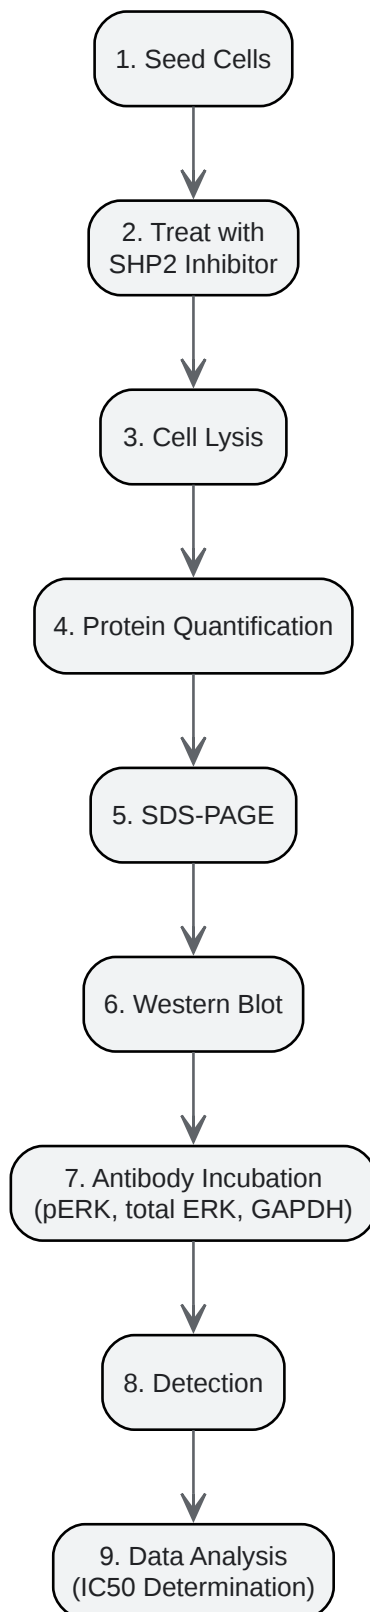 1. Seed Cells
2. Treat with
SHP2 Inhibitor
3. Cell Lysis
4. Protein Quantification
5. SDS-PAGE
6. Western Blot
7. Antibody Incubation
(pERK, total ERK, GAPDH)
8. Detection
9. Data Analysis
(IC50 Determination)